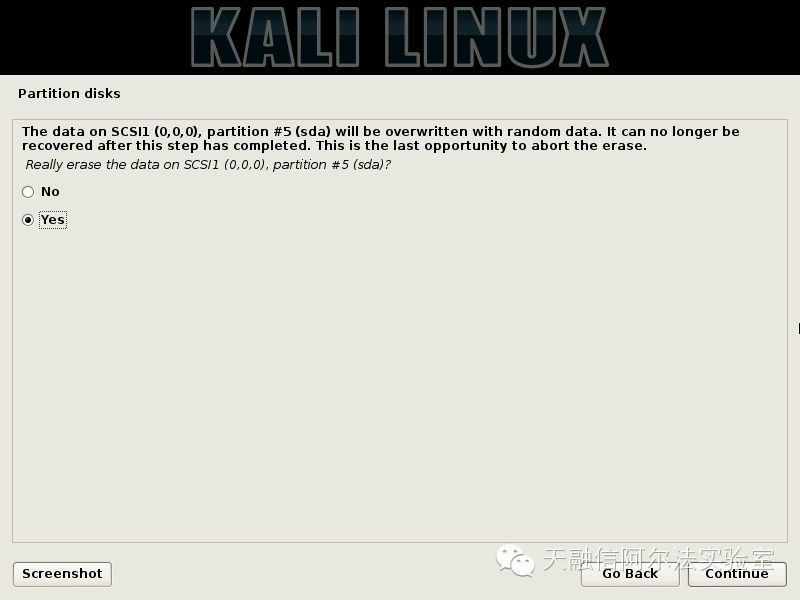 KALI LINUX
Partition disks
The data on SCSI1 (0,0,0), partition #5 (sda) will be overwritten with random data. It can no longer be
recovered after this step has completed. This is the last opportunity to abort the erase.
Really erase the data on SCSI1 (0,0,0), partition #5 (sda)?
No
Yes
天融信阿尔法实验室
Screenshot
Go Back
Continue